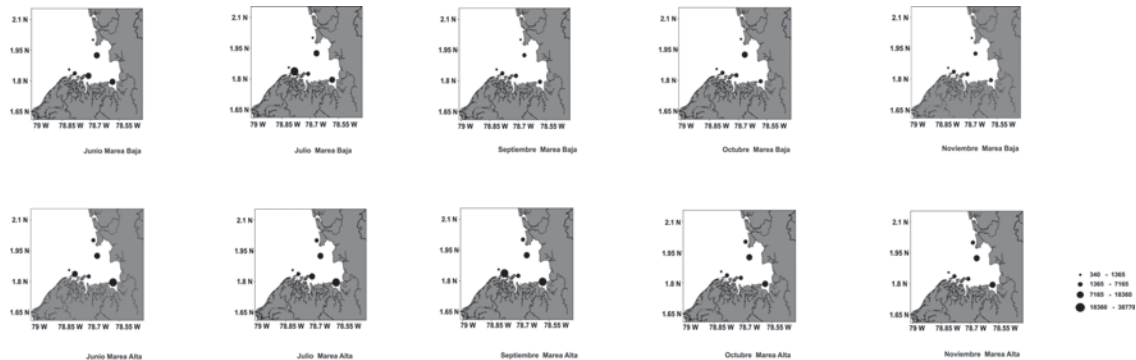 2.1 N
1.95 N
1.8 N
1.65 N
79 W 78.85 W 78.7 W 78.55 W
Junio Marea Baja
2.1 N
1.95 N
1.8 N
1.65 N
79 W 78.85 W 78.7 W 78.55 W
Julio Marea Baja
2.1 N
1.95 N
1.8 N
1.65 N
79 W 78.85 W 78.7 W 78.55 W
Septiembre Marea Baja
2.1 N
1.95 N
1.8 N
1.65 N
79 W 78.85 W 78.7 W 78.55 W
Octubre Marea Baja
2.1 N
1.95 N
1.8 N
1.65 N
79 W 78.85 W 78.7 W 78.55 W
Noviembre Marea Baja
2.1 N
1.95 N
1.8 N
1.65 N
79 W 78.85 W 78.7 W 78.55 W
Junio Marea Alta
2.1 N
1.95 N
1.8 N
1.65 N
79 W 78.85 W 78.7 W 78.55 W
Julio Marea Alta
2.1 N
1.95 N
1.8 N
1.65 N
79 W 78.85 W 78.7 W 78.55 W
Septiembre Marea Alta
2.1 N
1.95 N
1.8 N
1.65 N
79 W 78.85 W 78.7 W 78.55 W
Octubre Marea Alta
2.1 N
1.95 N
1.8 N
1.65 N
79 W 78.85 W 78.7 W 78.55 W
Noviembre Marea Alta
340 - 1365
1365 - 7165
7165 - 18360
18360 - 38770